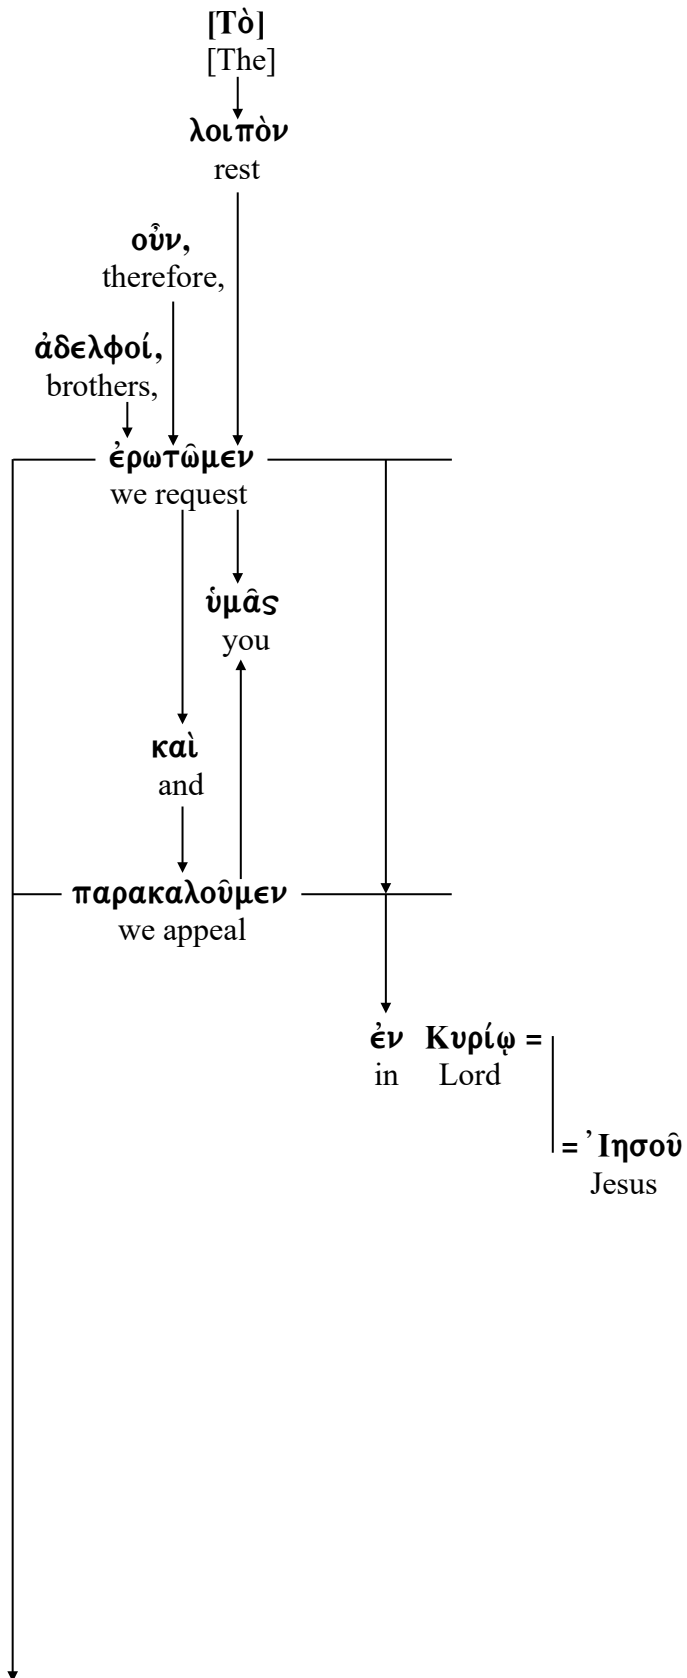 [Τὸ]
[The]
λοιπὸν
rest
οὖν,
therefore,
ἀδελφοί,
brothers,
ἐρωτῶμεν
we request
ὑμᾶς
you
καὶ
and
παρακαλοῦμεν
we appeal
ἐν Κυρίῳ =
in Lord
= Ἰησοῦ
Jesus